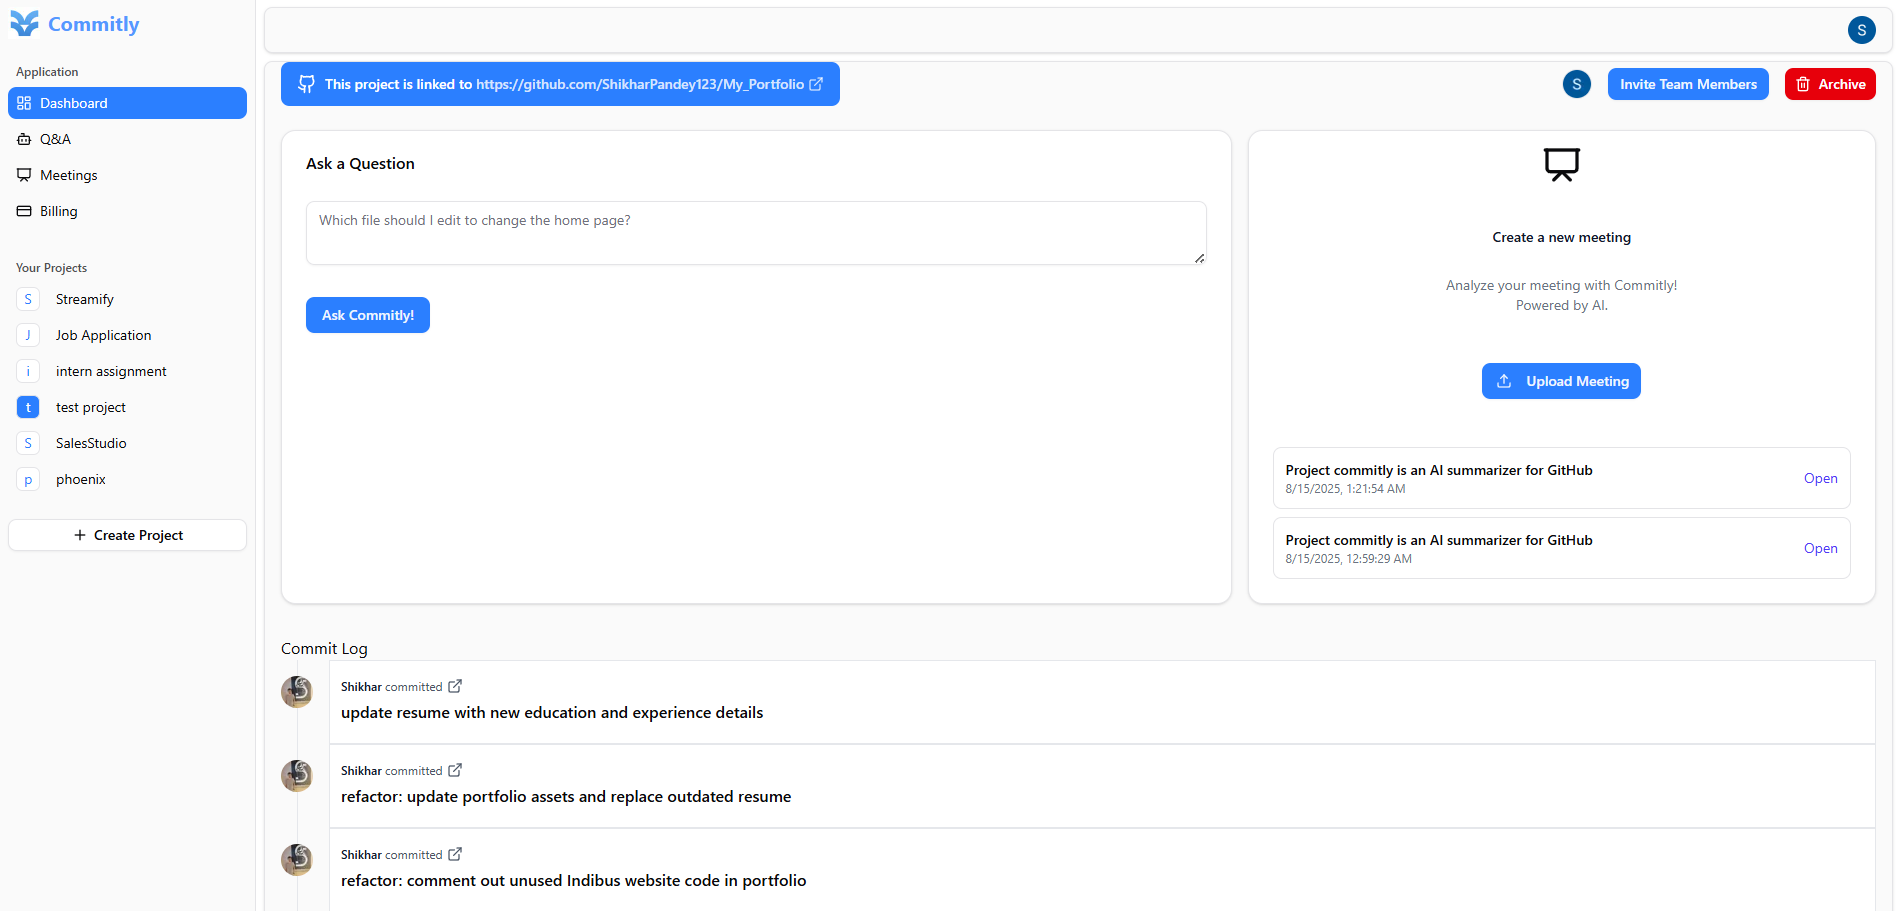 Commitly
Application
Dashboard
Q&A
Meetings
Billing
Your Projects
S Streamify
J Job Application
i intern assignment
t test project
S SalesStudio
p phoenix
+ Create Project
S
This project is linked to https://github.com/ShikharPandey123/My_Portfolio
S
Invite Team Members
Archive
Ask a Question
Which file should I edit to change the home page?
Ask Commitly!
Create a new meeting
Analyze your meeting with Commitly!
Powered by AI.
Upload Meeting
Project commitly is an AI summarizer for GitHub
8/15/2025, 1:21:54 AM
Open
Project commitly is an AI summarizer for GitHub
8/15/2025, 12:59:29 AM
Open
Commit Log
Shikhar committed
update resume with new education and experience details
Shikhar committed
refactor: update portfolio assets and replace outdated resume
Shikhar committed
refactor: comment out unused Indibus website code in portfolio